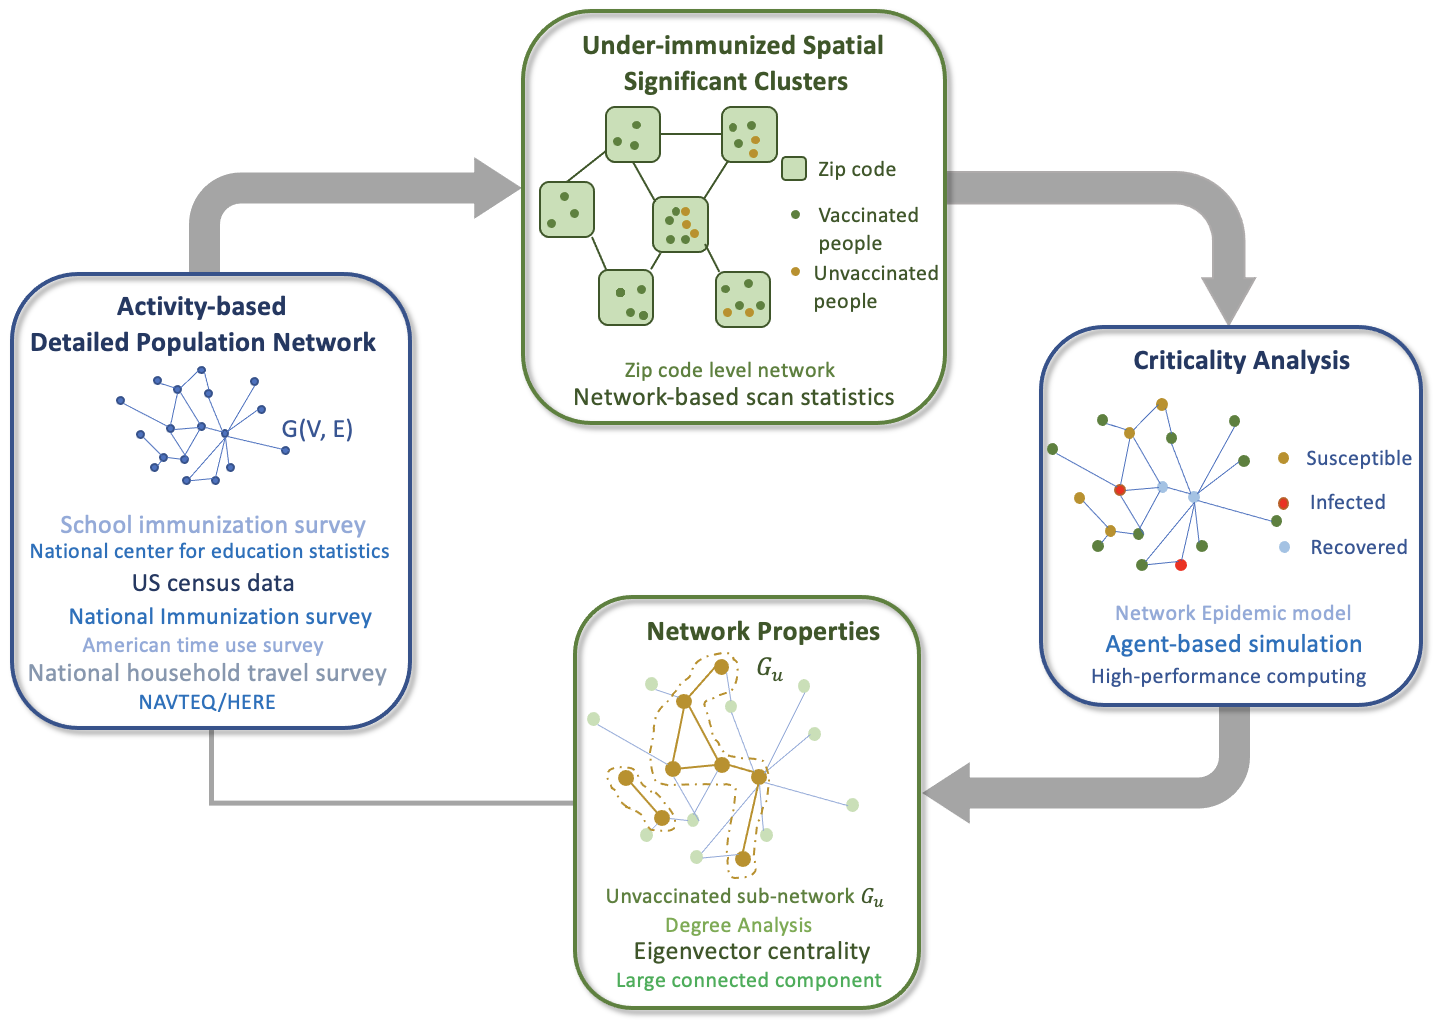 Under-immunized Spatial
Significant Clusters
Zip code
Vaccinated
people
Unvaccinated
people
Zip code level network
Network-based scan statistics
Activity-based
Detailed Population Network
G(V, E)
School immunization survey
National center for education statistics
US census data
National Immunization survey
American time use survey
National household travel survey
NAVTEQ/HERE
Criticality Analysis
Susceptible
Infected
Recovered
Network Epidemic model
Agent-based simulation
High-performance computing
Network Properties
Gᵤ
Unvaccinated sub-network Gᵤ
Degree Analysis
Eigenvector centrality
Large connected component